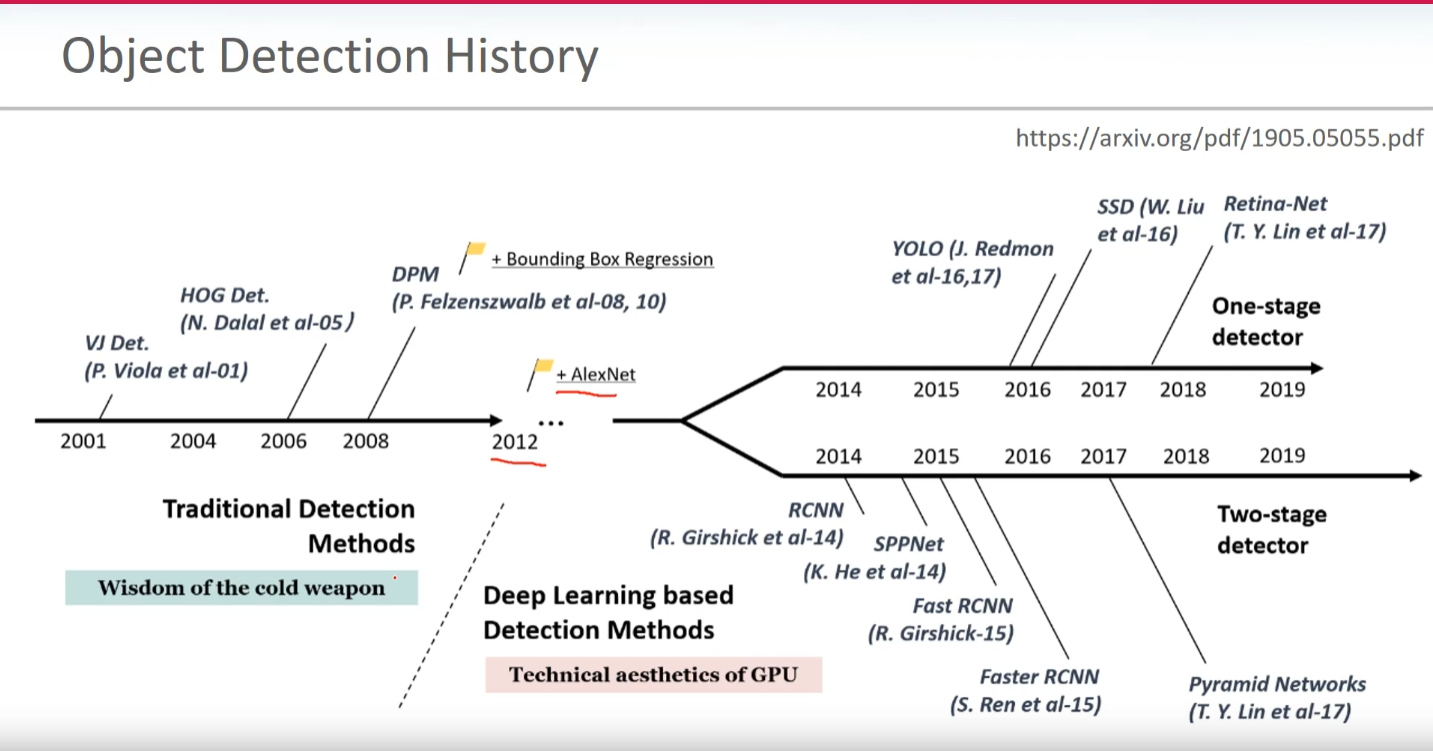 Object Detection History
https://arxiv.org/pdf/1905.05055.pdf
VJ Det.
(P. Viola et al-01)
HOG Det.
(N. Dalal et al-05)
DPM
(P. Felzenszwalb et al-08, 10)
+ Bounding Box Regression
+ AlexNet
2001
2004
2006
2008
2012
...
Traditional Detection
Methods
Wisdom of the cold weapon
Deep Learning based
Detection Methods
Technical aesthetics of GPU
YOLO (J. Redmon
et al-16,17)
SSD (W. Liu
et al-16)
Retina-Net
(T. Y. Lin et al-17)
One-stage
detector
2014
2015
2016
2017
2018
2019
2014
2015
2016
2017
2018
2019
Two-stage
detector
RCNN
(R. Girshick et al-14)
SPPNet
(K. He et al-14)
Fast RCNN
(R. Girshick-15)
Faster RCNN
(S. Ren et al-15)
Pyramid Networks
(T. Y. Lin et al-17)